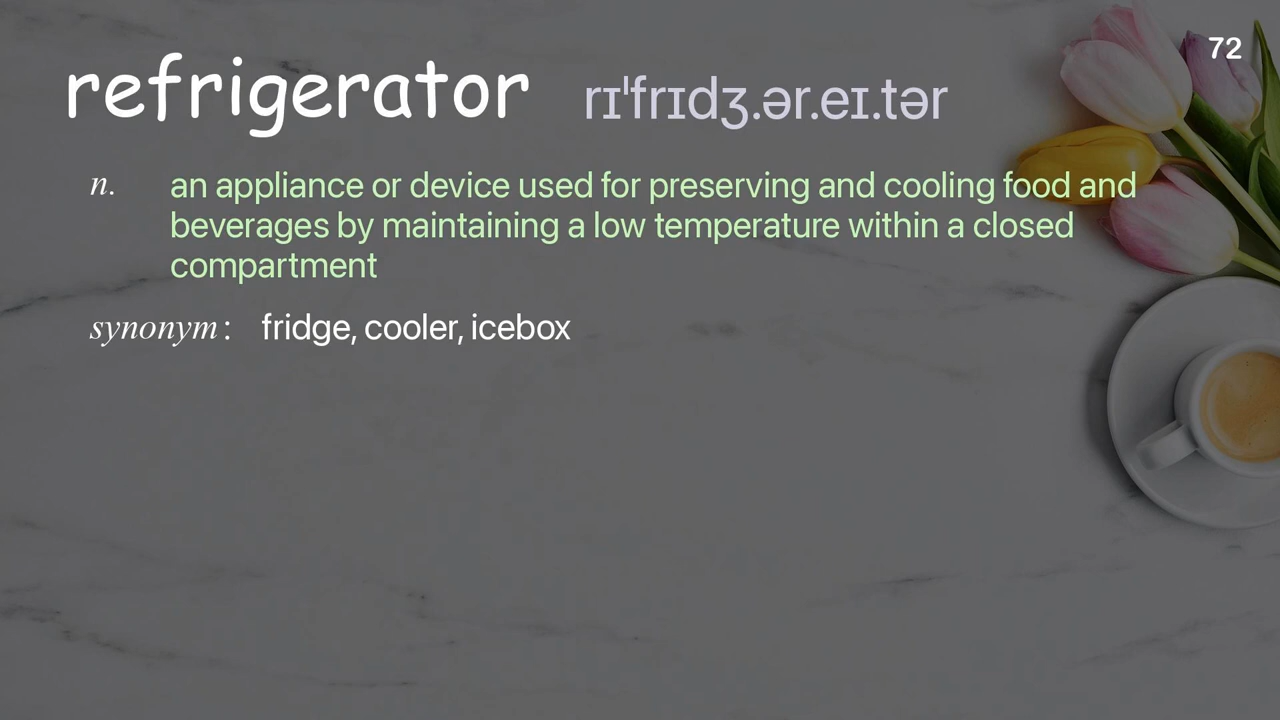 72
refrigerator rɪˈfrɪdʒ.ər.eɪ.tər
n. an appliance or device used for preserving and cooling food and
beverages by maintaining a low temperature within a closed
compartment
synonym: fridge, cooler, icebox